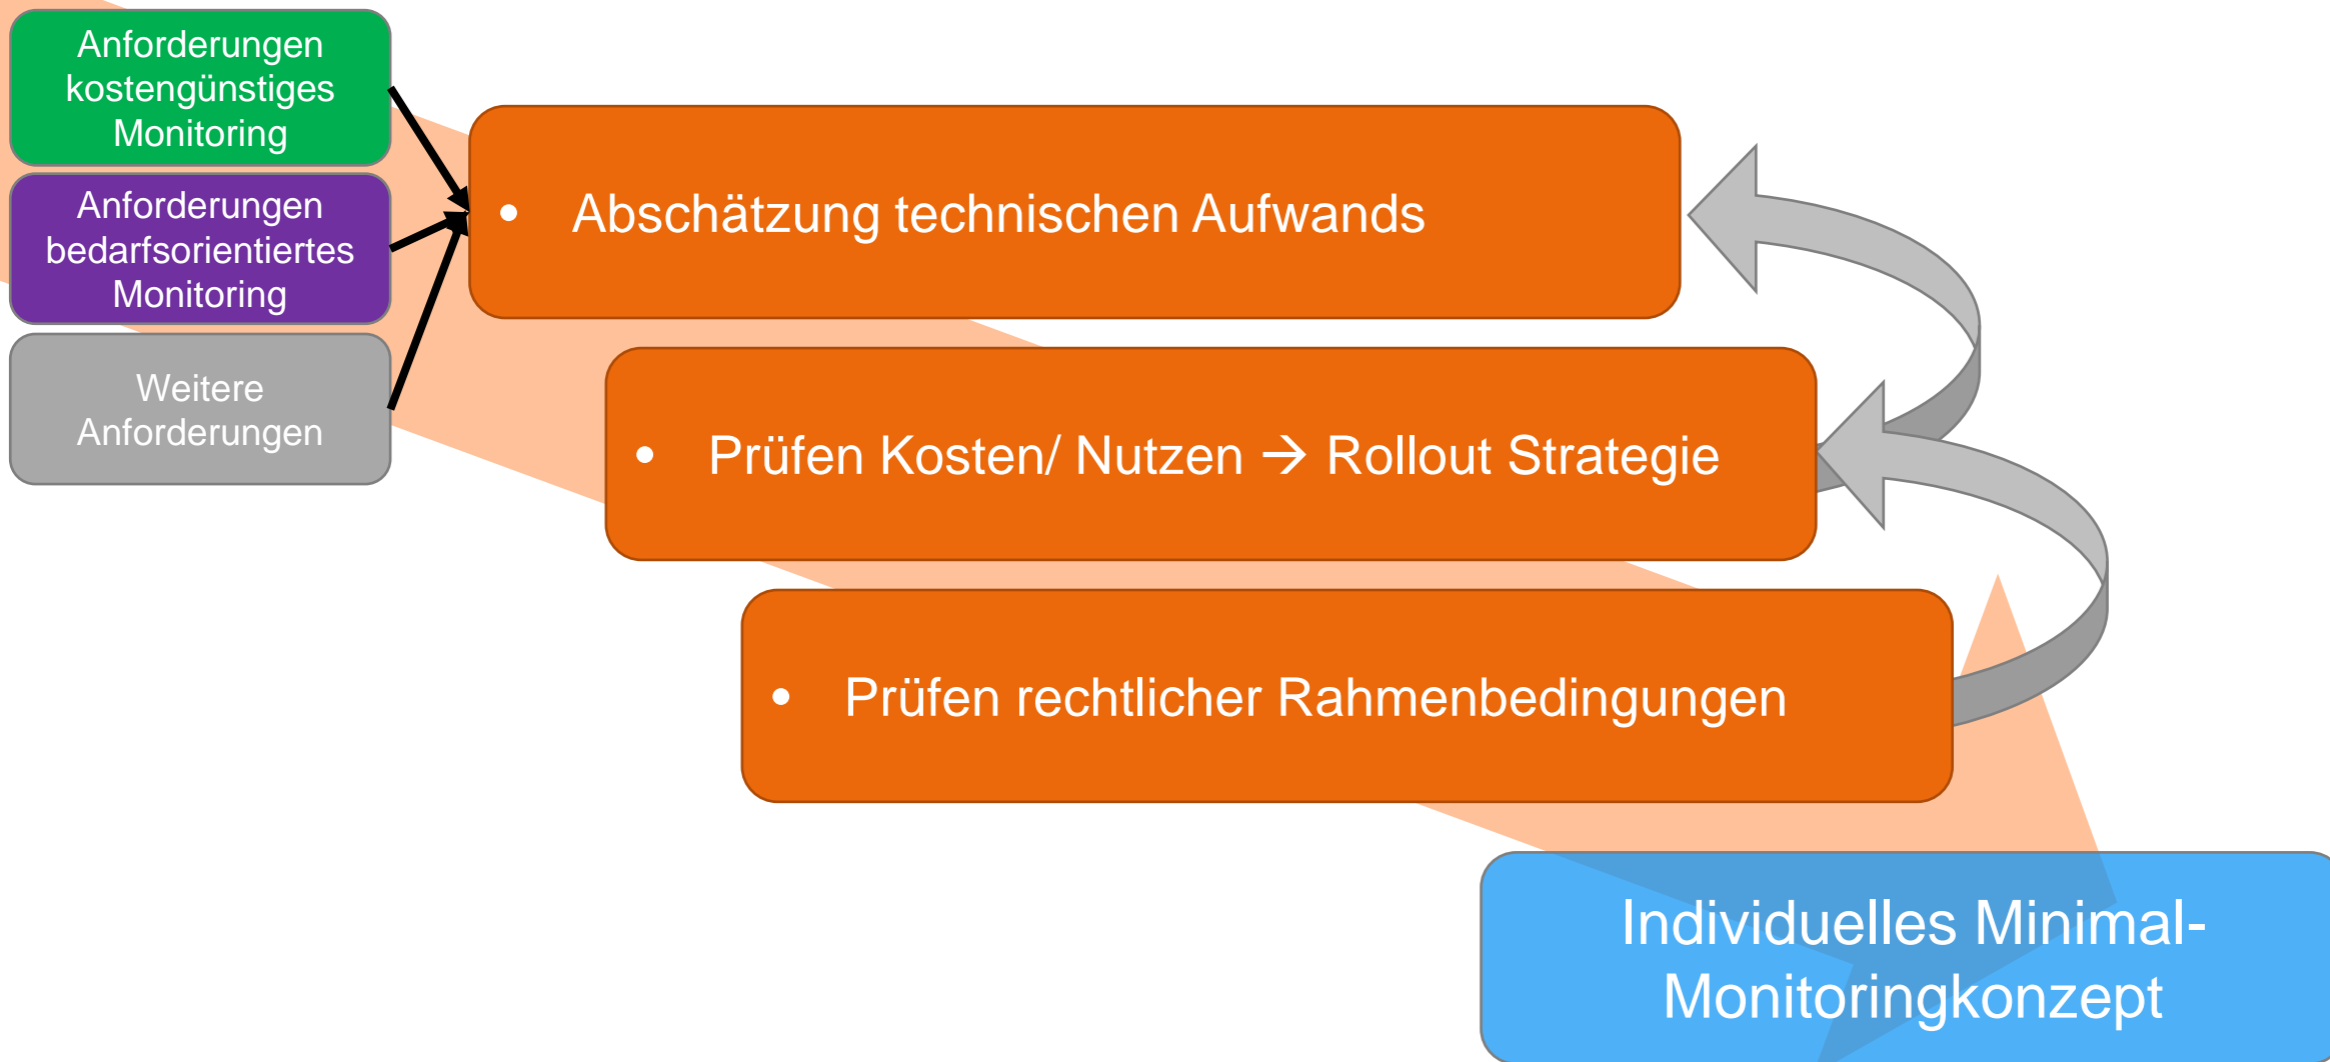 Anforderungen
kostengünstiges
Monitoring
Anforderungen
bedarfsorientiertes
Monitoring
Weitere
Anforderungen
• Abschätzung technischen Aufwands
• Prüfen Kosten/ Nutzen → Rollout Strategie
• Prüfen rechtlicher Rahmenbedingungen
Individuelles Minimal-
Monitoringkonzept